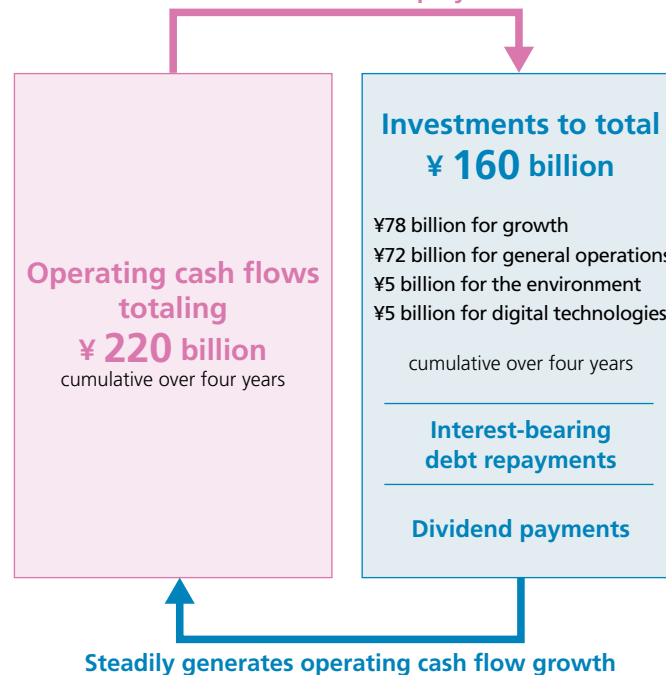 Operating cash flows
totaling
¥ 220 billion
cumulative over four years
Investments to total
¥ 160 billion
¥78 billion for growth
¥72 billion for general operations
¥5 billion for the environment
¥5 billion for digital technologies
cumulative over four years
Interest-bearing
debt repayments
Dividend payments
Steadily generates operating cash flow growth